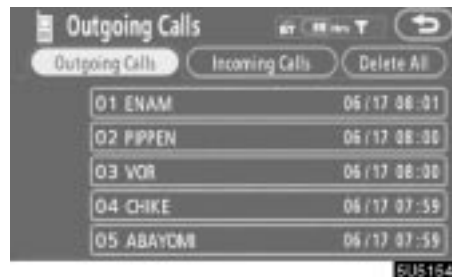 Outgoing Calls BT
Outgoing Calls Incoming Calls Delete All
01 ENAM 06/17 08:01
02 PIPPEN 06/17 08:00
03 VOR 06/17 08:00
04 CHIKE 06/17 07:59
05 ABAYOMI 06/17 07:59
5U5154